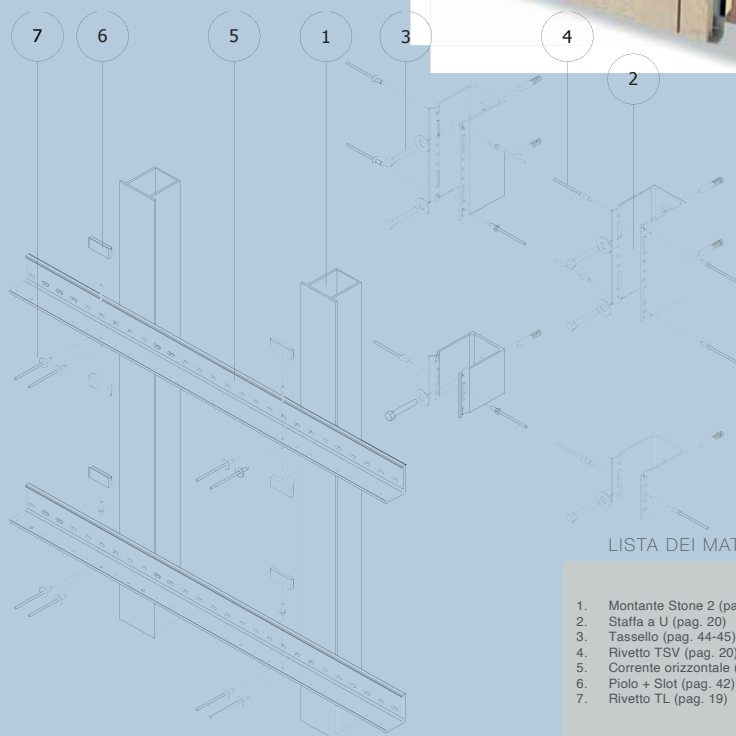 7
6
5
1
3
4
2
LISTA DEI
1. Montante Stone 2
2. Staffa a U (pag. 20)
3. Tassello (pag. 44-45)
4. Rivetto TSV (pag. 20)
5. Corrente orizzontale
6. Piolo + Slot (pag. 42)
7. Rivetto TL (pag. 19)